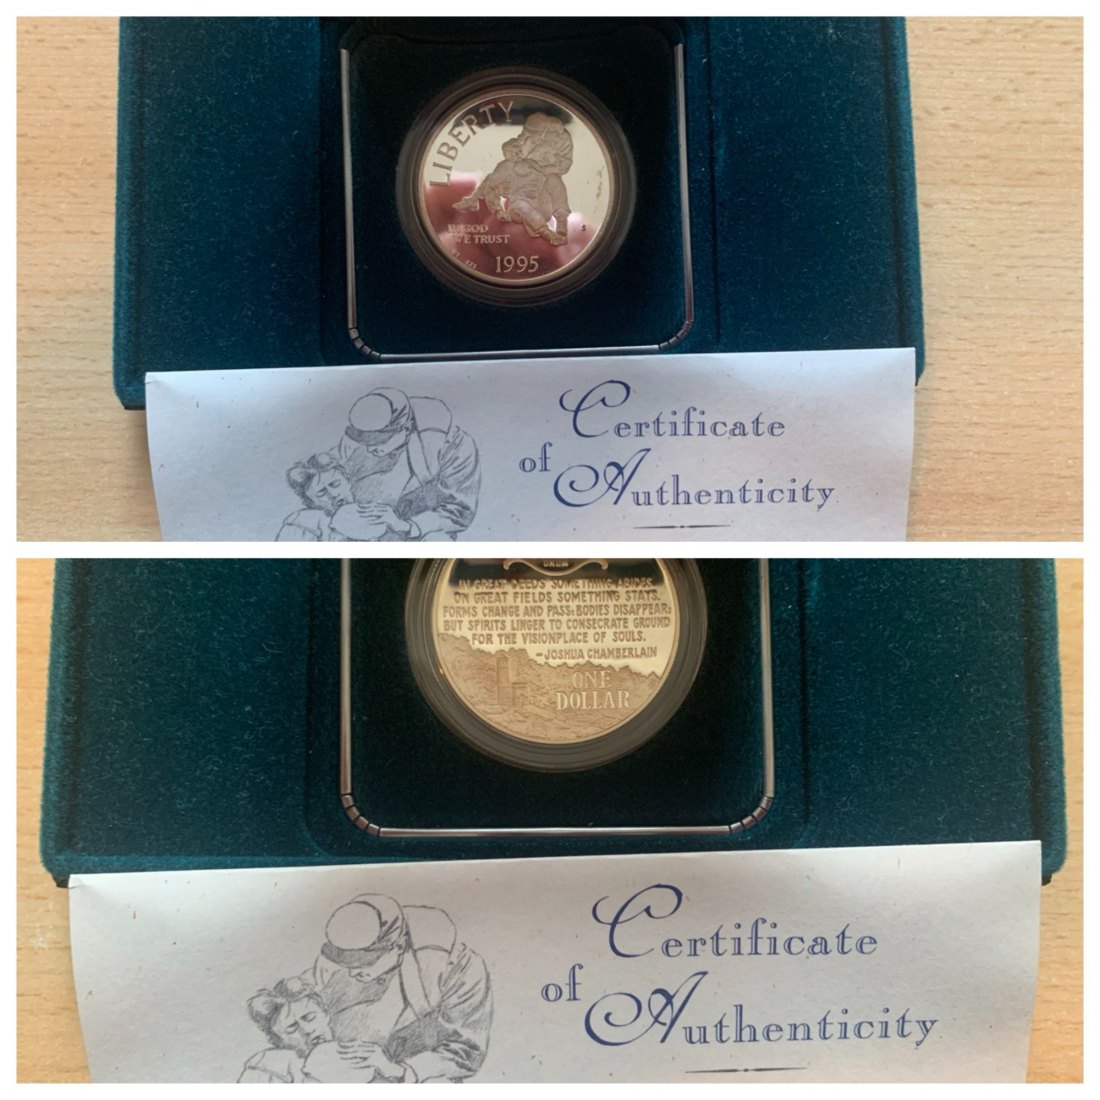 LIBERTY
IN GOD
WE TRUST
S
1995
Certificate
of
Authenticity
UNUM
IN GREAT DEEDS SOMETHING ABIDES.
ON GREAT FIELDS SOMETHING STAYS.
FORMS CHANGE AND PASS: BODIES DISAPPEAR:
BUT SPIRITS LINGER TO CONSECRATE GROUND
FOR THE VISIONPLACE OF SOULS.
-JOSHUA CHAMBERLAIN
ONE
DOLLAR
Certificate
of
Authenticity